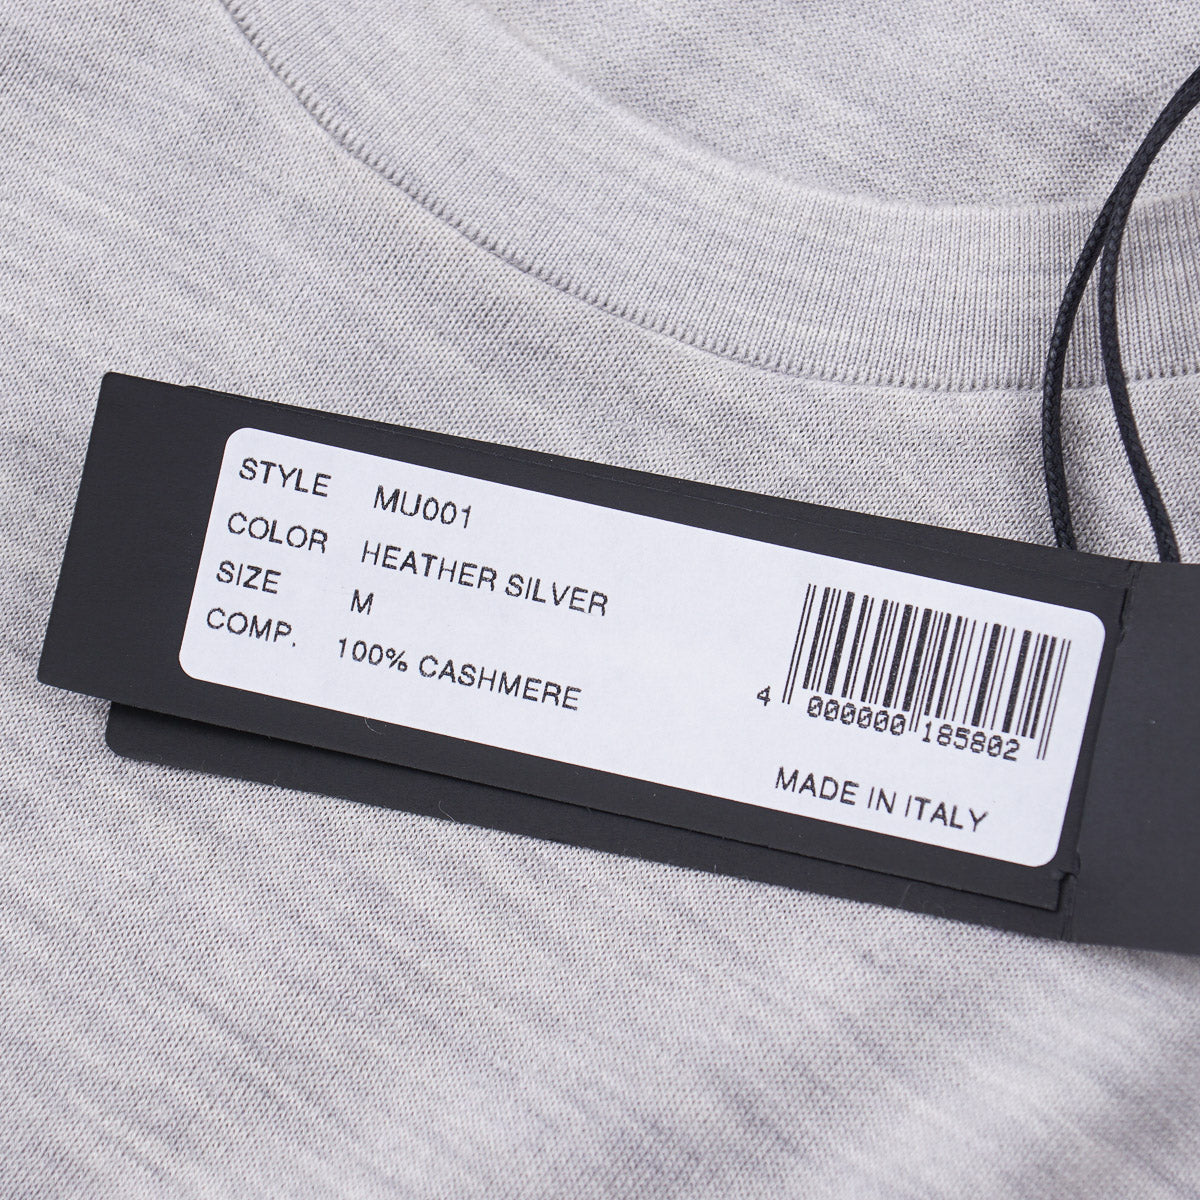 STYLE MU001
COLOR HEATHER SILVER
SIZE M
COMP. 100% CASHMERE
4 000000 185802
MADE IN ITALY